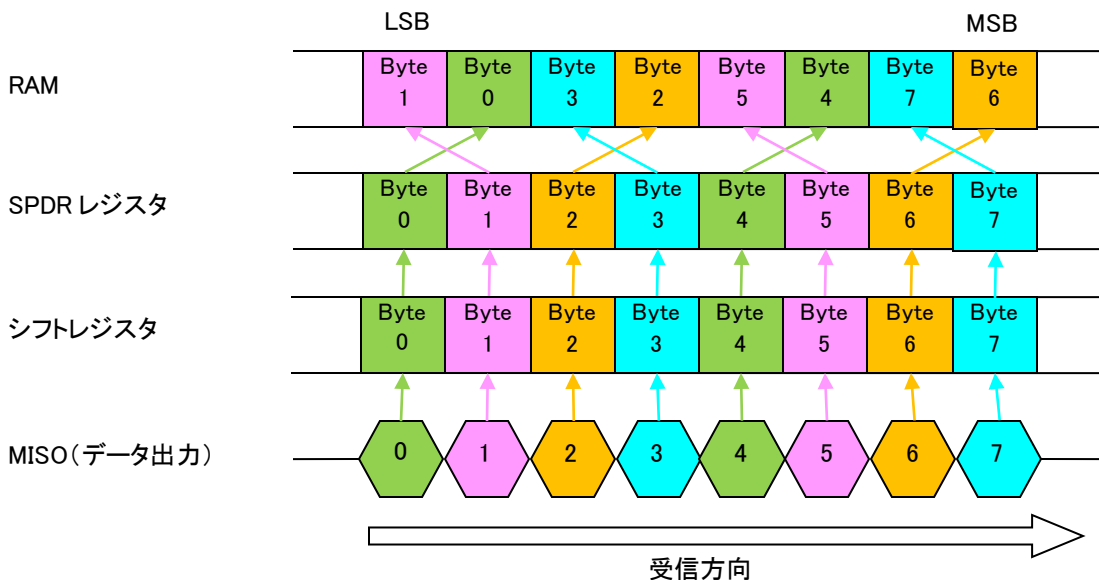 LSB MSB
RAM
Byte 1 Byte 0 Byte 3 Byte 2 Byte 5 Byte 4 Byte 7 Byte 6
SPDR レジスタ
Byte 0 Byte 1 Byte 2 Byte 3 Byte 4 Byte 5 Byte 6 Byte 7
シフトレジスタ
Byte 0 Byte 1 Byte 2 Byte 3 Byte 4 Byte 5 Byte 6 Byte 7
MISO(データ出力)
0 1 2 3 4 5 6 7
受信方向